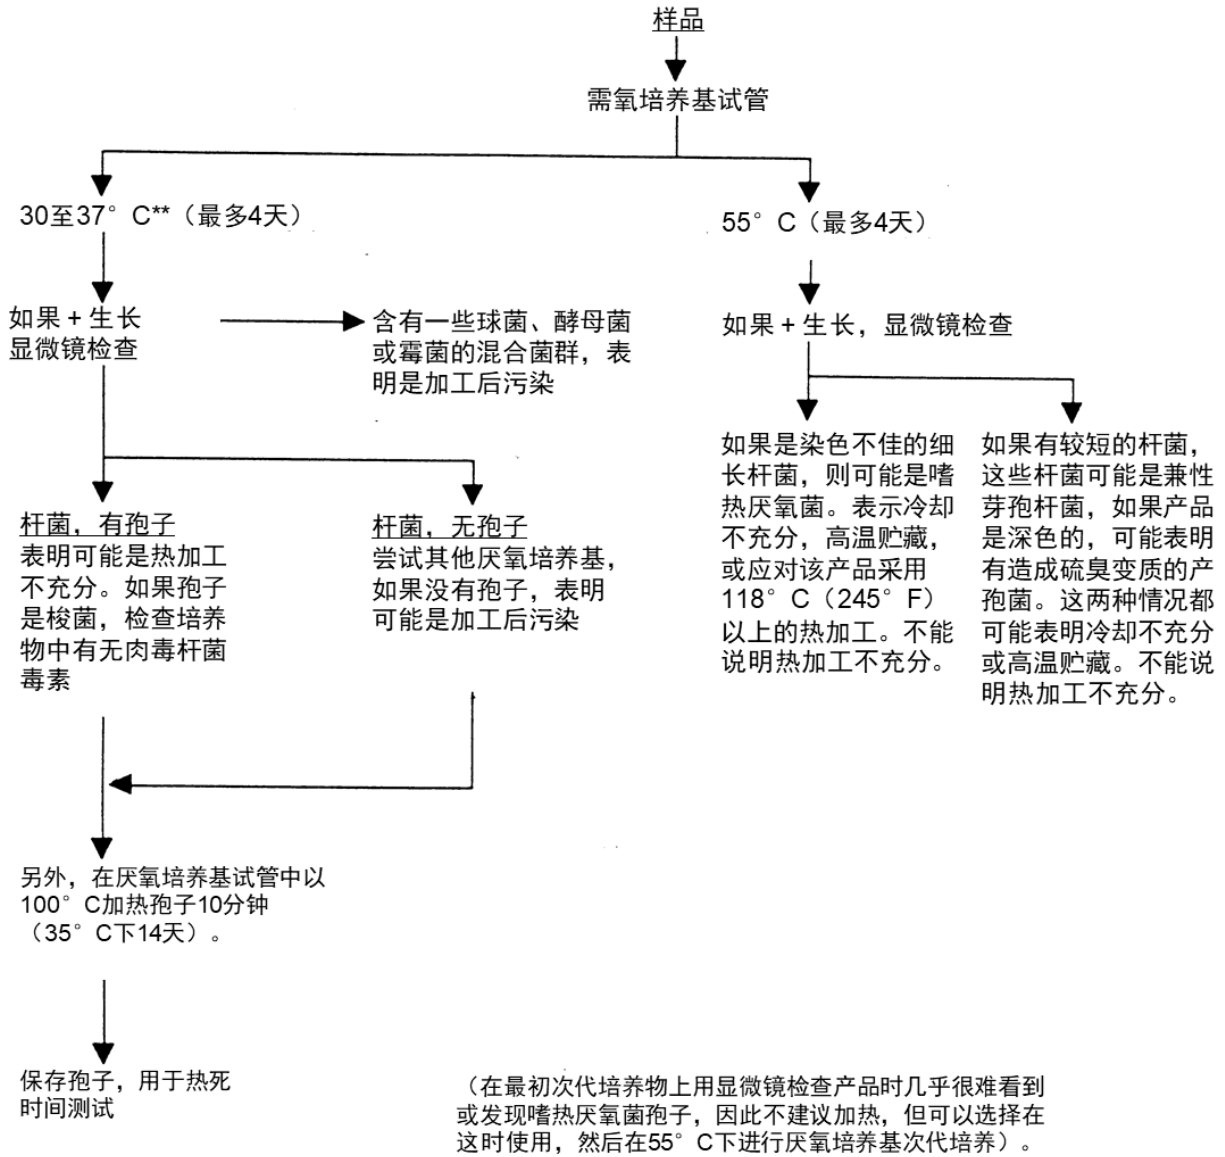 样品
需氧培养基试管
30至37°C**（最多4天）
55°C（最多4天）
如果 + 生长
显微镜检查
含有一些球菌、酵母菌
或霉菌的混合菌群，表
明是加工后污染
如果 + 生长，显微镜检查
杆菌，有孢子
表明可能是热加工
不充分。如果孢子
是梭菌，检查培养
物中有无肉毒杆菌
毒素
杆菌，无孢子
尝试其他厌氧培养基，
如果没有孢子，表明
可能是加工后污染
如果是染色不佳的细
长杆菌，则可能是嗜
热厌氧菌。表示冷却
不充分，高温贮藏，
或应对该产品采用
118°C（245°F）
以上的热加工。不能
说明热加工不充分。
如果有较短的杆菌，
这些杆菌可能是兼性
芽孢杆菌，如果产品
是深色的，可能表明
有造成硫臭变质的产
孢菌。这两种情况都
可能表明冷却不充分
或高温贮藏。不能说
明热加工不充分。
另外，在厌氧培养基试管中以
100°C加热孢子10分钟
（35°C下14天）。
保存孢子，用于热死
时间测试
（在最初次代培养物上用显微镜检查产品时几乎很难看到
或发现嗜热厌氧菌孢子，因此不建议加热，但可以选择在
这时使用，然后在55°C下进行厌氧培养基次代培养）。